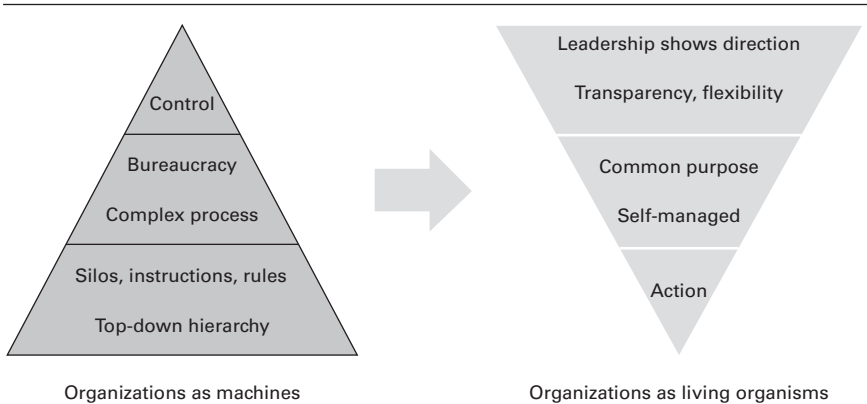 Control
Bureaucracy
Complex process
Silos, instructions, rules
Top-down hierarchy
Organizations as machines
Leadership shows direction
Transparency, flexibility
Common purpose
Self-managed
Action
Organizations as living organisms